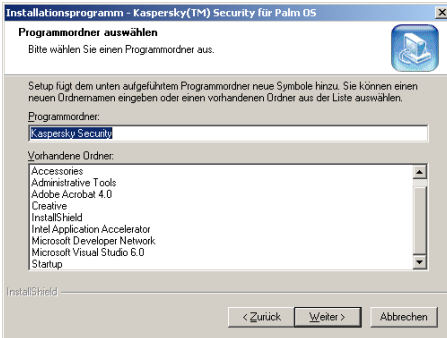 Installationsprogramm - Kaspersky(TM) Security für Palm OS
Programmordner auswählen
Bitte wählen Sie einen Programmordner aus.
Setup fügt dem unten aufgeführtem Programmordner neue Symbole hinzu. Sie können einen
neuen Ordnernamen eingeben oder einen vorhandenen Ordner aus der Liste auswählen.
Programmordner:
Kaspersky Security
Vorhandene Ordner:
Accessories
Administrative Tools
Adobe Acrobat 4.0
Creative
InstallShield
Intel Application Accelerator
Microsoft Developer Network
Microsoft Visual Studio 6.0
Startup
InstallShield
< Zurück Weiter > Abbrechen